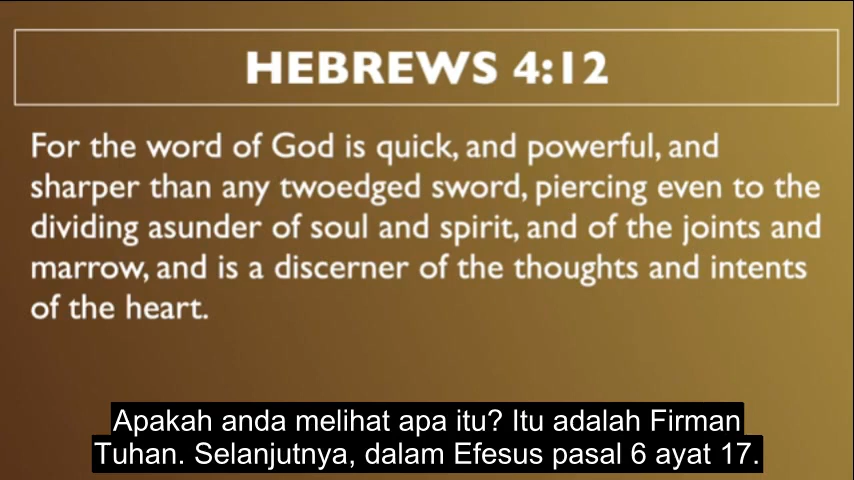 HEBREWS 4:12
For the word of God is quick, and powerful, and
sharper than any twoedged sword, piercing even to the
dividing asunder of soul and spirit, and of the joints and
marrow, and is a discerner of the thoughts and intents
of the heart.
Apakah anda melihat apa itu? Itu adalah Firman
Tuhan. Selanjutnya, dalam Efesus pasal 6 ayat 17.